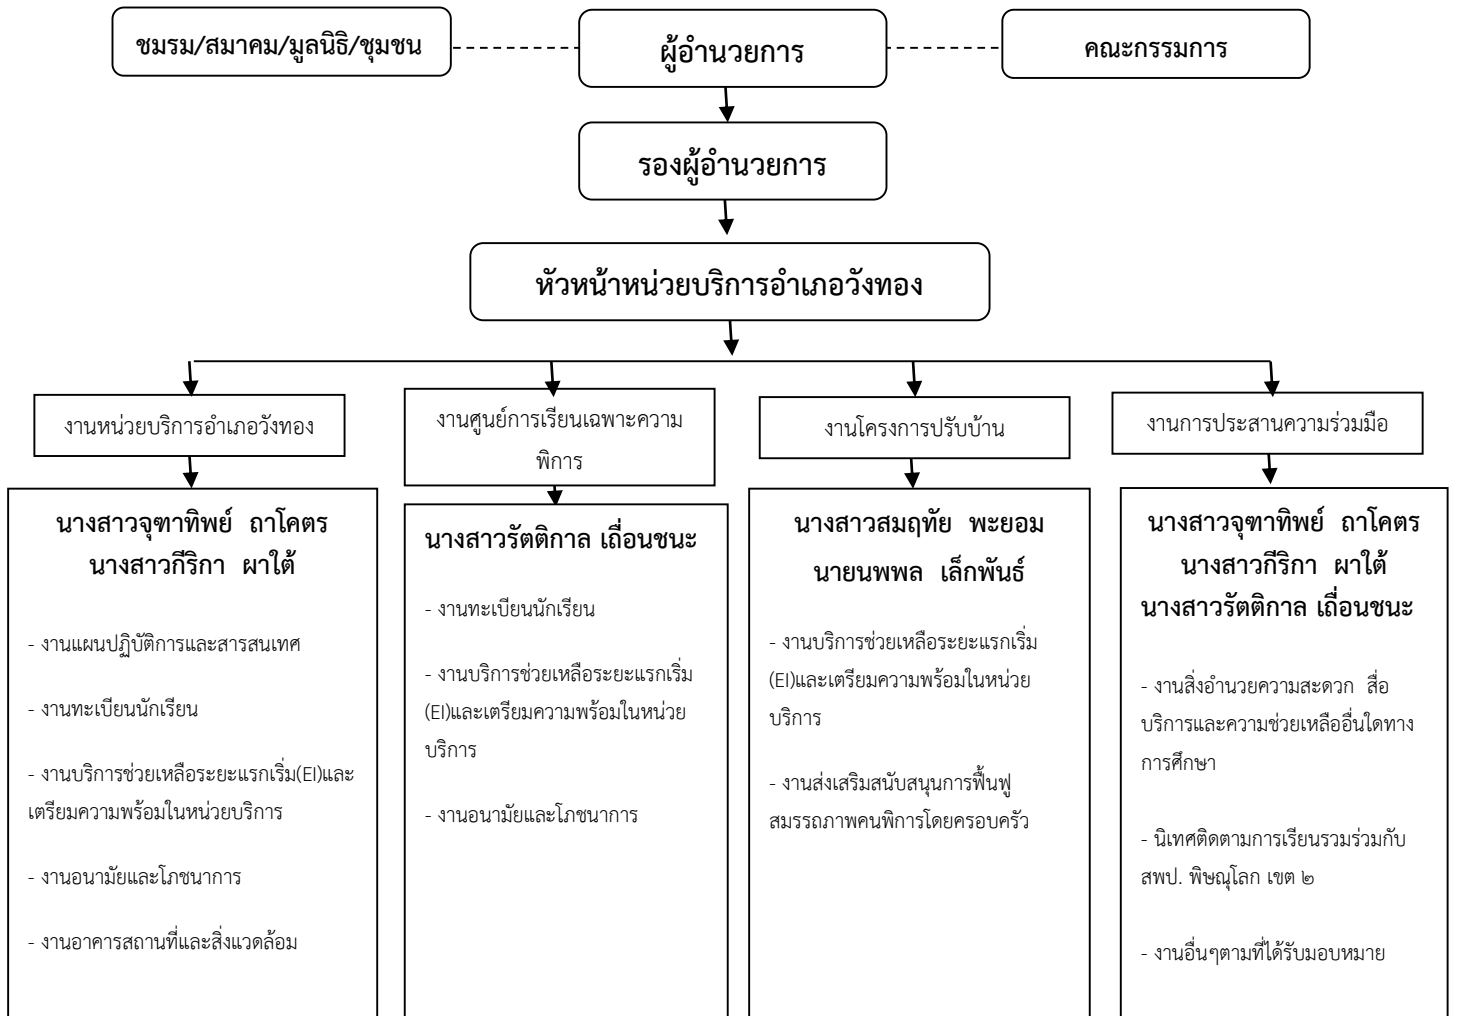 ชมรม/สมาคม/มูลนิธิ/ชุมชน
ผู้อำนวยการ
คณะกรรมการ
รองผู้อำนวยการ
หัวหน้าหน่วยบริการอำเภอวังทอง
งานหน่วยบริการอำเภอวังทอง
งานศูนย์การเรียนเฉพาะความ
พิการ
งานโครงการปรับบ้าน
งานการประสานความร่วมมือ
นางสาวจุฑาทิพย์ ถาโคตร
นางสาวกีริกา ผาใต้
- งานแผนปฏิบัติการและสารสนเทศ
- งานทะเบียนนักเรียน
- งานบริการช่วยเหลือระยะแรกเริ่ม(EI)และ
เตรียมความพร้อมในหน่วยบริการ
- งานอนามัยและโภชนาการ
- งานอาคารสถานที่และสิ่งแวดล้อม
นางสาวรัตติกาล เถื่อนชนะ
- งานทะเบียนนักเรียน
- งานบริการช่วยเหลือระยะแรกเริ่ม
(EI)และเตรียมความพร้อมในหน่วย
บริการ
- งานอนามัยและโภชนาการ
นางสาวสมฤทัย พะยอม
นายนพพล เล็กพันธ์
- งานบริการช่วยเหลือระยะแรกเริ่ม
(EI)และเตรียมความพร้อมในหน่วย
บริการ
- งานส่งเสริมสนับสนุนการฟื้นฟู
สมรรถภาพคนพิการโดยครอบครัว
นางสาวจุฑาทิพย์ ถาโคตร
นางสาวกีริกา ผาใต้
นางสาวรัตติกาล เถื่อนชนะ
- งานสิ่งอำนวยความสะดวก สื่อ
บริการและความช่วยเหลืออื่นใดทาง
การศึกษา
- นิเทศติดตามการเรียนรวมร่วมกับ
สพป. พิษณุโลก เขต ๒
- งานอื่นๆตามที่ได้รับมอบหมาย